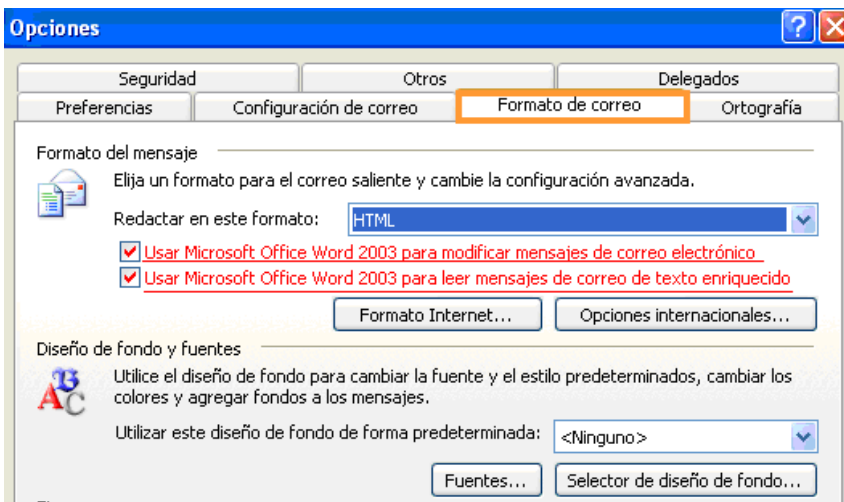 Opciones
Seguridad Otros Delegados
Preferencias Configuración de correo Formato de correo Ortografía
Formato del mensaje
Elija un formato para el correo saliente y cambie la configuración avanzada.
Redactar en este formato: HTML
Usar Microsoft Office Word 2003 para modificar mensajes de correo electrónico
Usar Microsoft Office Word 2003 para leer mensajes de correo de texto enriquecido
Formato Internet... Opciones internacionales...
Diseño de fondo y fuentes
Utilice el diseño de fondo para cambiar la fuente y el estilo predeterminados, cambiar los
colores y agregar fondos a los mensajes.
Utilizar este diseño de fondo de forma predeterminada: <Ninguno>
Fuentes... Selector de diseño de fondo...